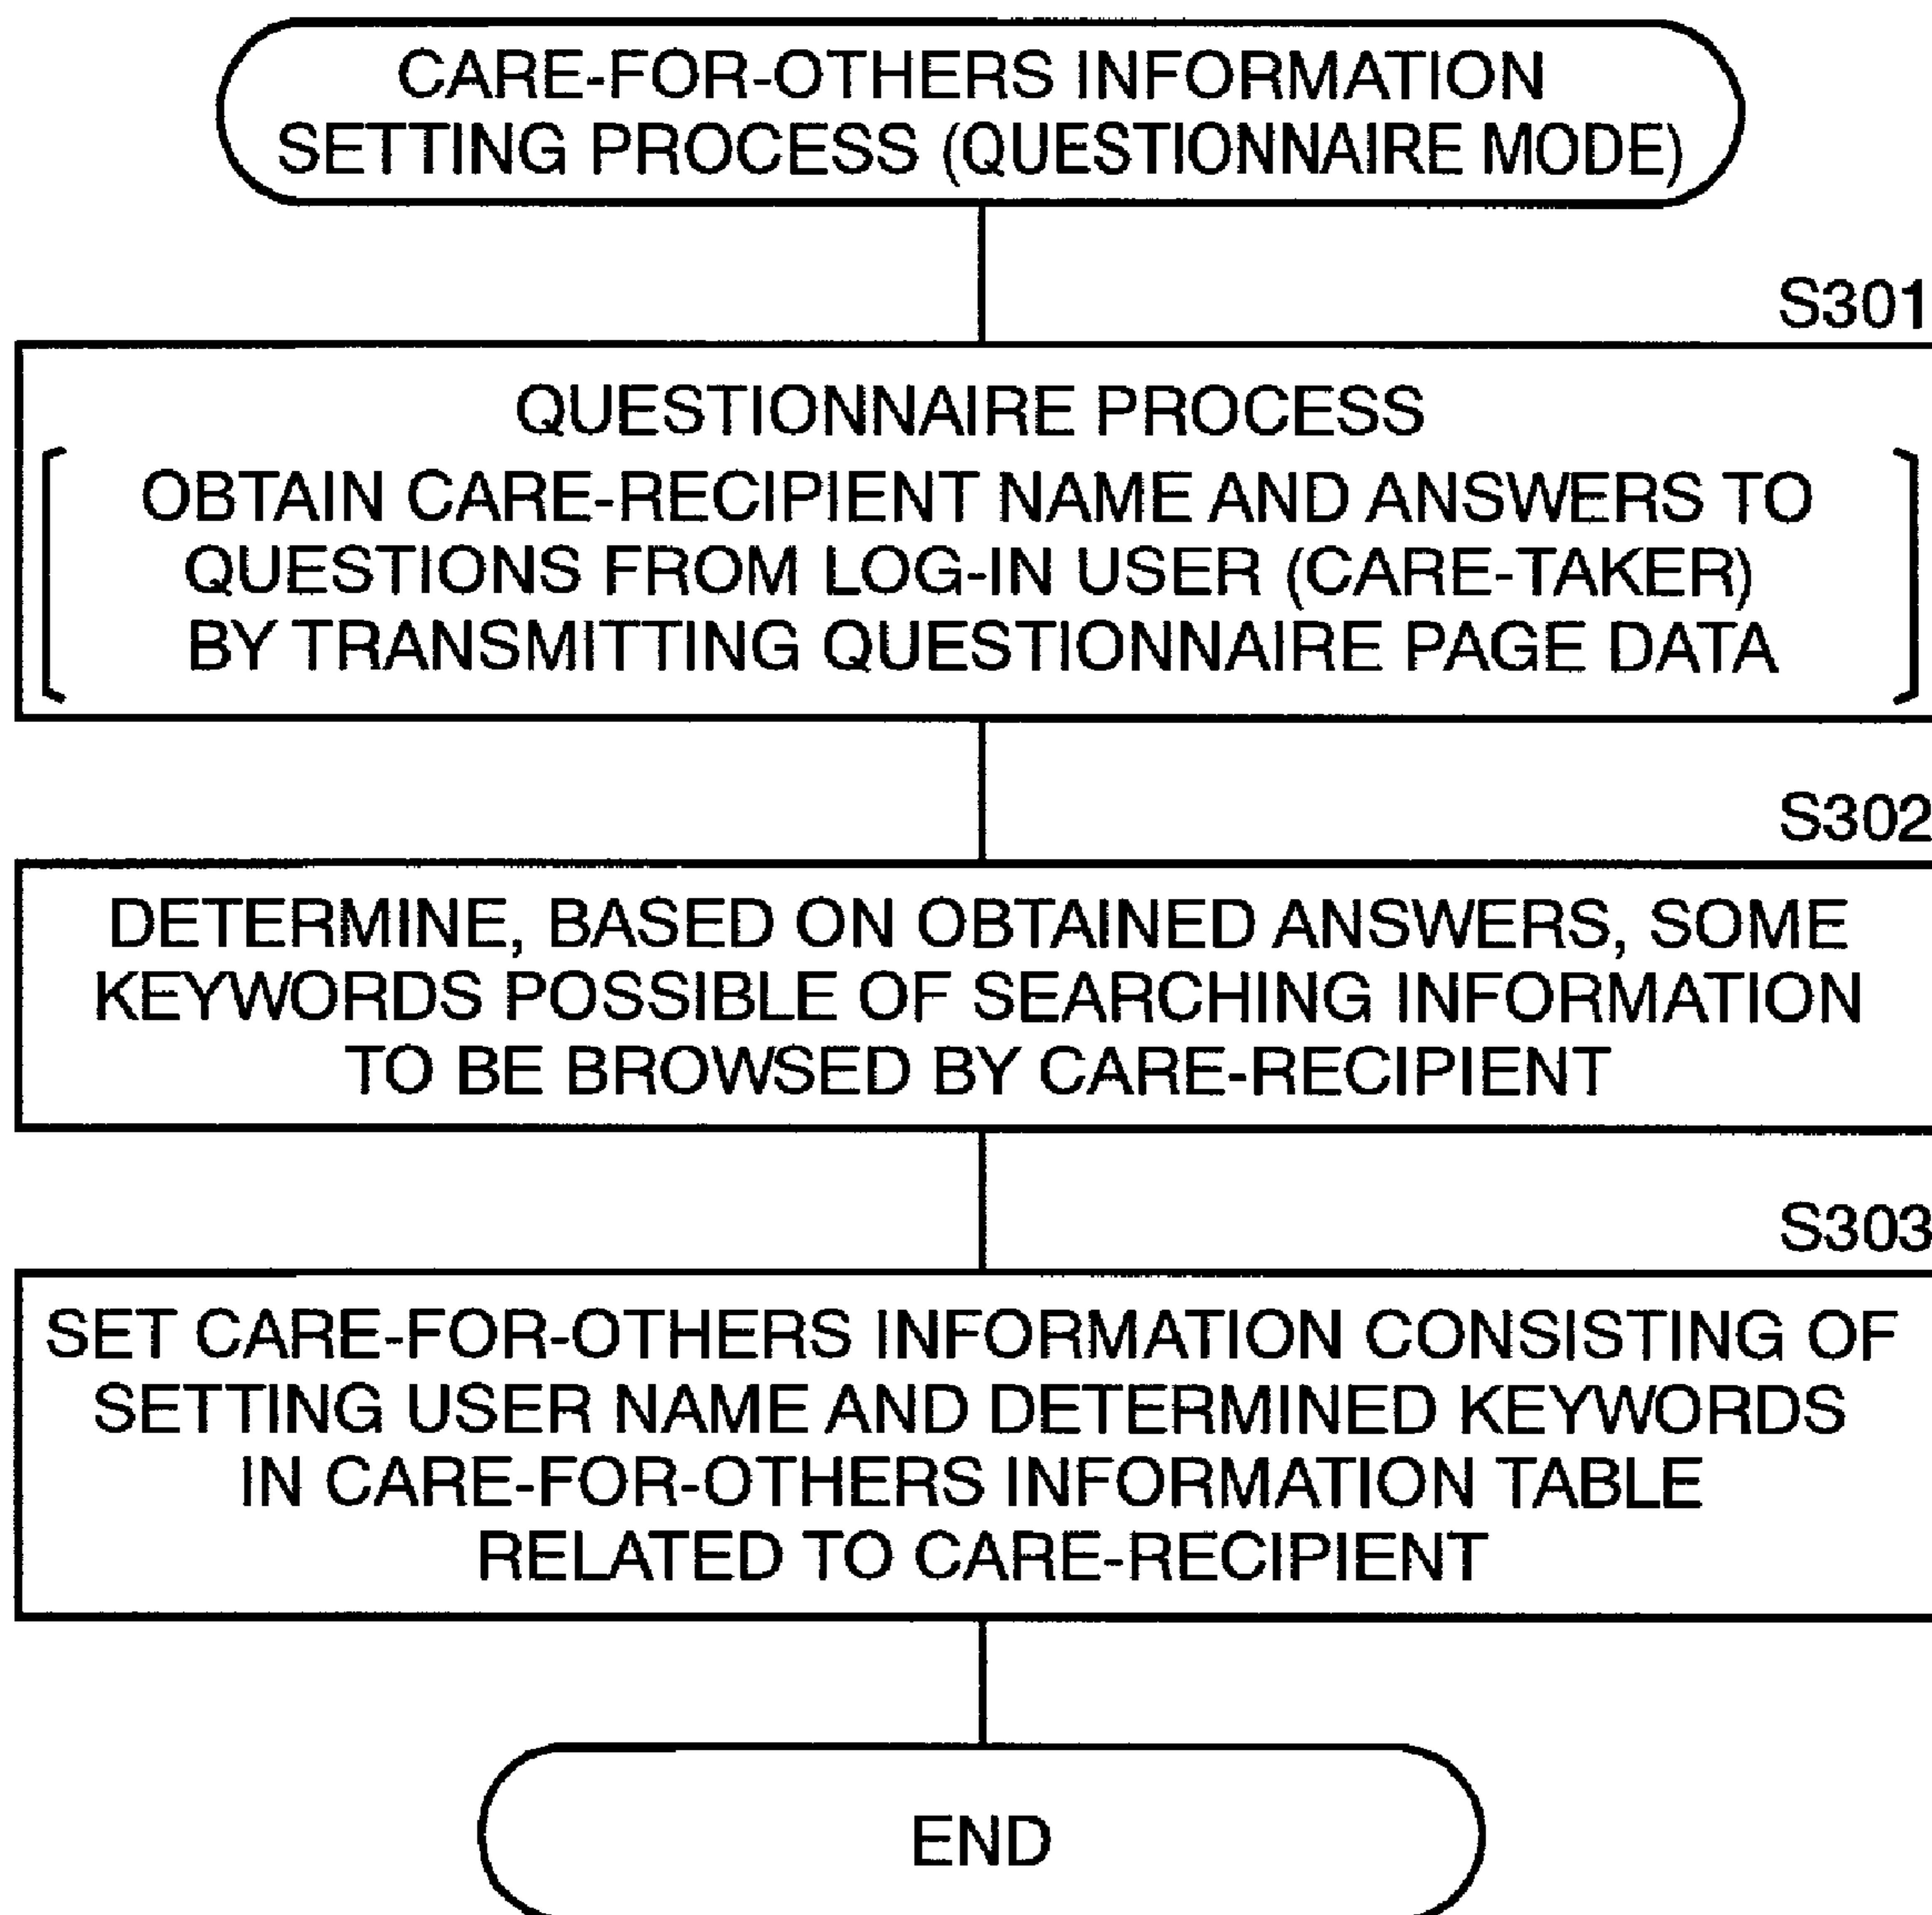 CARE-FOR-OTHERS INFORMATION
SETTING PROCESS (QUESTIONNAIRE MODE)
S301
QUESTIONNAIRE PROCESS
OBTAIN CARE-RECIPIENT NAME AND ANSWERS TO
QUESTIONS FROM LOG-IN USER (CARE-TAKER)
BY TRANSMITTING QUESTIONNAIRE PAGE DATA
S302
DETERMINE, BASED ON OBTAINED ANSWERS, SOME
KEYWORDS POSSIBLE OF SEARCHING INFORMATION
TO BE BROWSED BY CARE-RECIPIENT
S303
SET CARE-FOR-OTHERS INFORMATION CONSISTING OF
SETTING USER NAME AND DETERMINED KEYWORDS
IN CARE-FOR-OTHERS INFORMATION TABLE
RELATED TO CARE-RECIPIENT
END